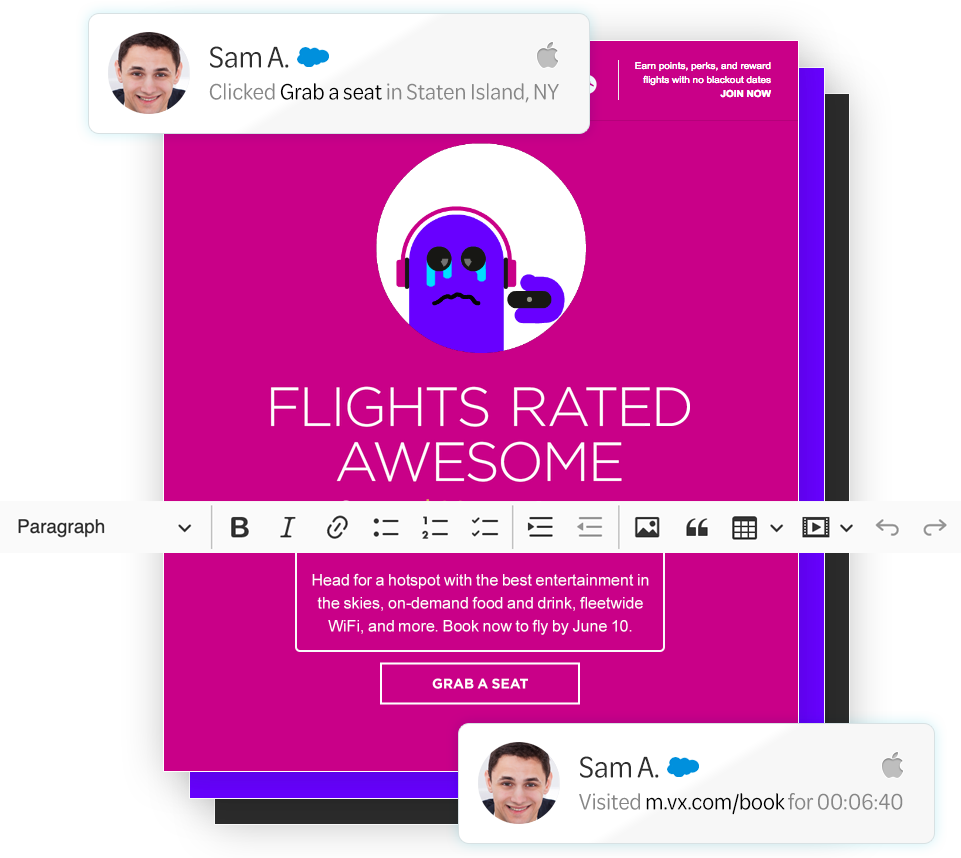 Sam A.
Clicked Grab a seat in Staten Island, NY
Earn points, perks, and reward
flights with no blackout dates
JOIN NOW
FLIGHTS RATED
AWESOME
Paragraph
B I
1
2
Head for a hotspot with the best entertainment in
the skies, on-demand food and drink, fleetwide
WiFi, and more. Book now to fly by June 10.
GRAB A SEAT
Sam A.
Visited m.vx.com/book for 00:06:40